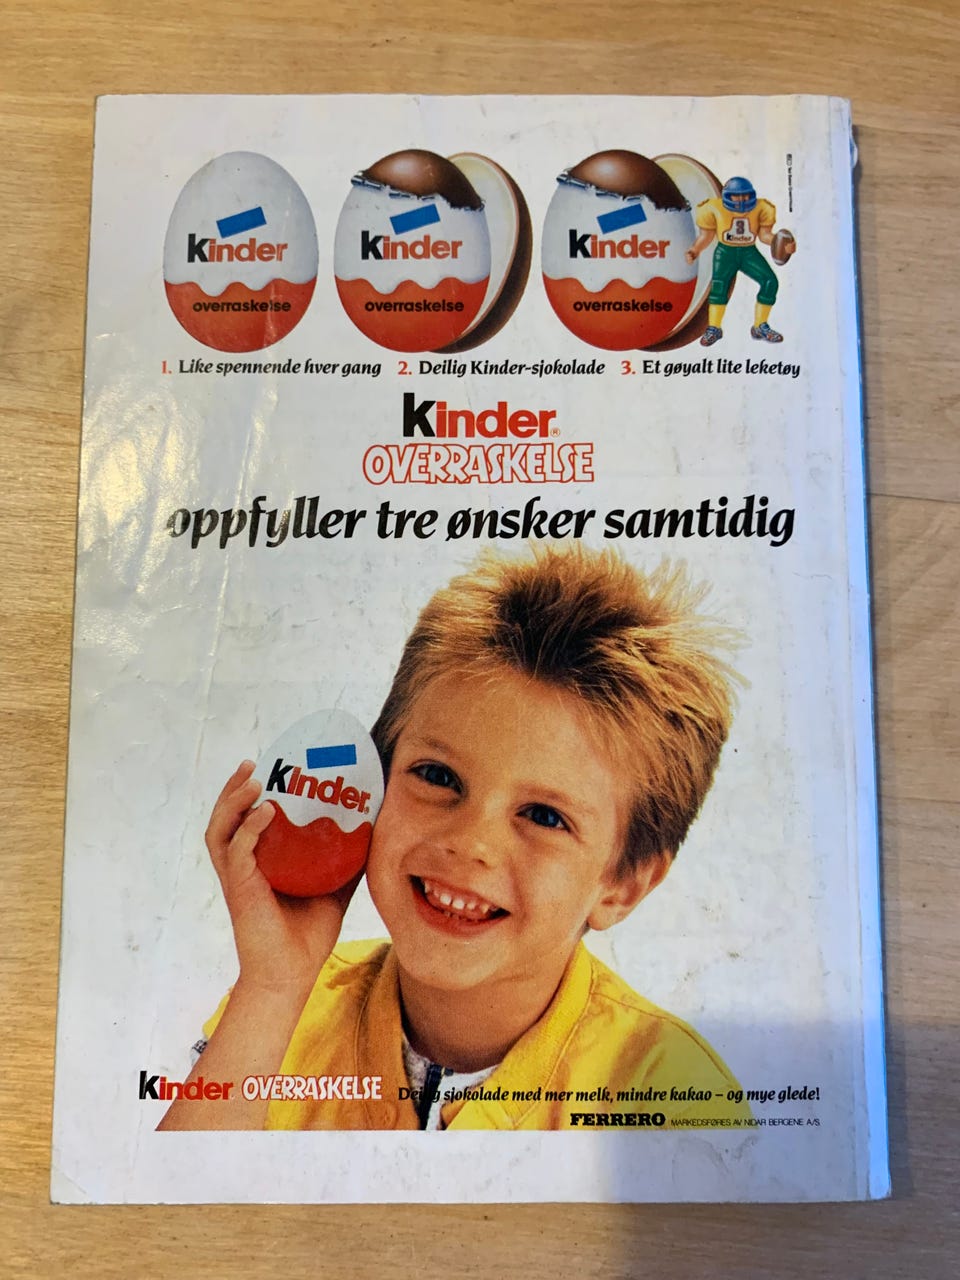 Kinder
overraskelse
Kinder
overraskelse
Kinder
overraskelse
Kinder
1. Like spennende hver gang 2. Deilig Kinder-sjokolade 3. Et gøyalt lite leketøy
Kinder®
OVERRASKELSE
oppfyller tre ønsker samtidig
Kinder®
Kinder OVERRASKELSE Deilig sjokolade med mer melk, mindre kakao – og mye glede!
FERRERO MARKEDSFØRES AV NIDAR BERGENE A/S